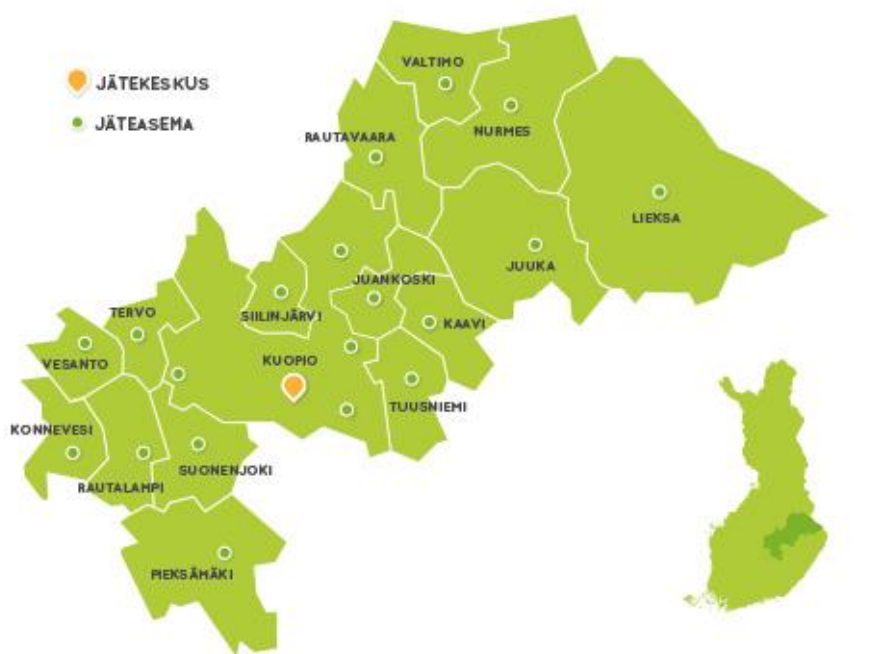 JÄTEKESKUS
JÄTEASEMA
VALTIMO
NURMES
RAUTAVAARA
LIEKSA
JUUKA
JUANKOSKI
TERVO
SIILINJÄRVI
KAAVI
VESANTO
KUOPIO
TUUSNIEMI
KONNEVESI
SUONENJOKI
RAUTALAMPI
PIEKSÄMÄKI